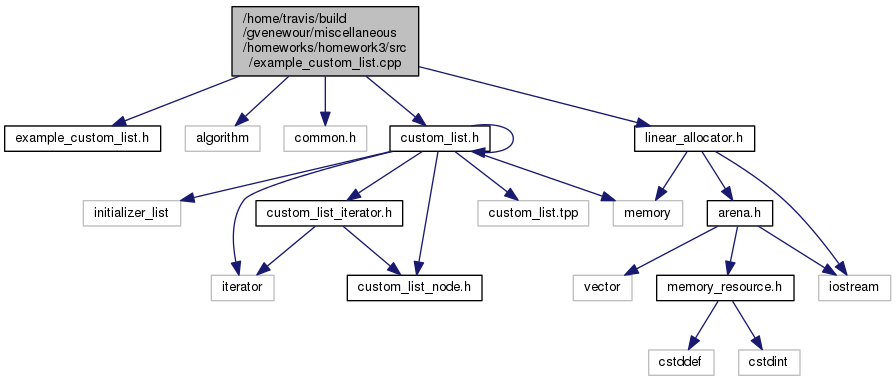 /home/travis/build
/gvenewour/miscellaneous
/homeworks/homework3/src
/example_custom_list.cpp
example_custom_list.h
algorithm
common.h
custom_list.h
linear_allocator.h
initializer_list
custom_list_iterator.h
custom_list.tpp
memory
arena.h
iterator
custom_list_node.h
vector
memory_resource.h
iostream
cstddef
cstdint